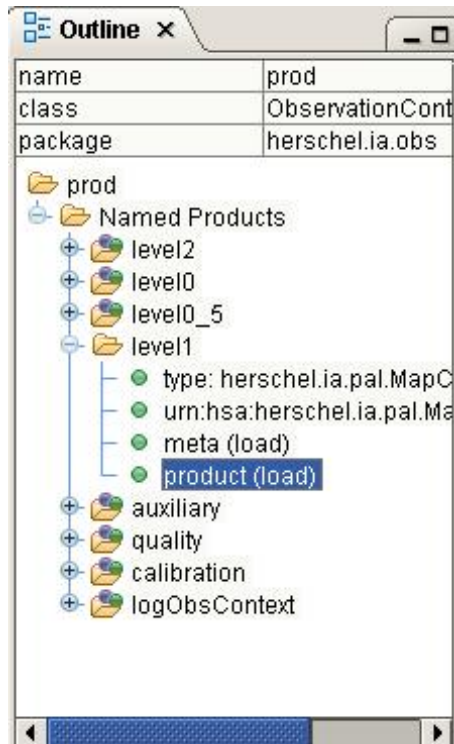 Outline
name prod
class ObservationCont
package herschel.ia.obs
prod
Named Products
level2
level0
level0_5
level1
type: herschel.ia.pal.MapC
urn:hsa:herschel.ia.pal.Ma
meta (load)
product (load)
auxiliary
quality
calibration
logObsContext